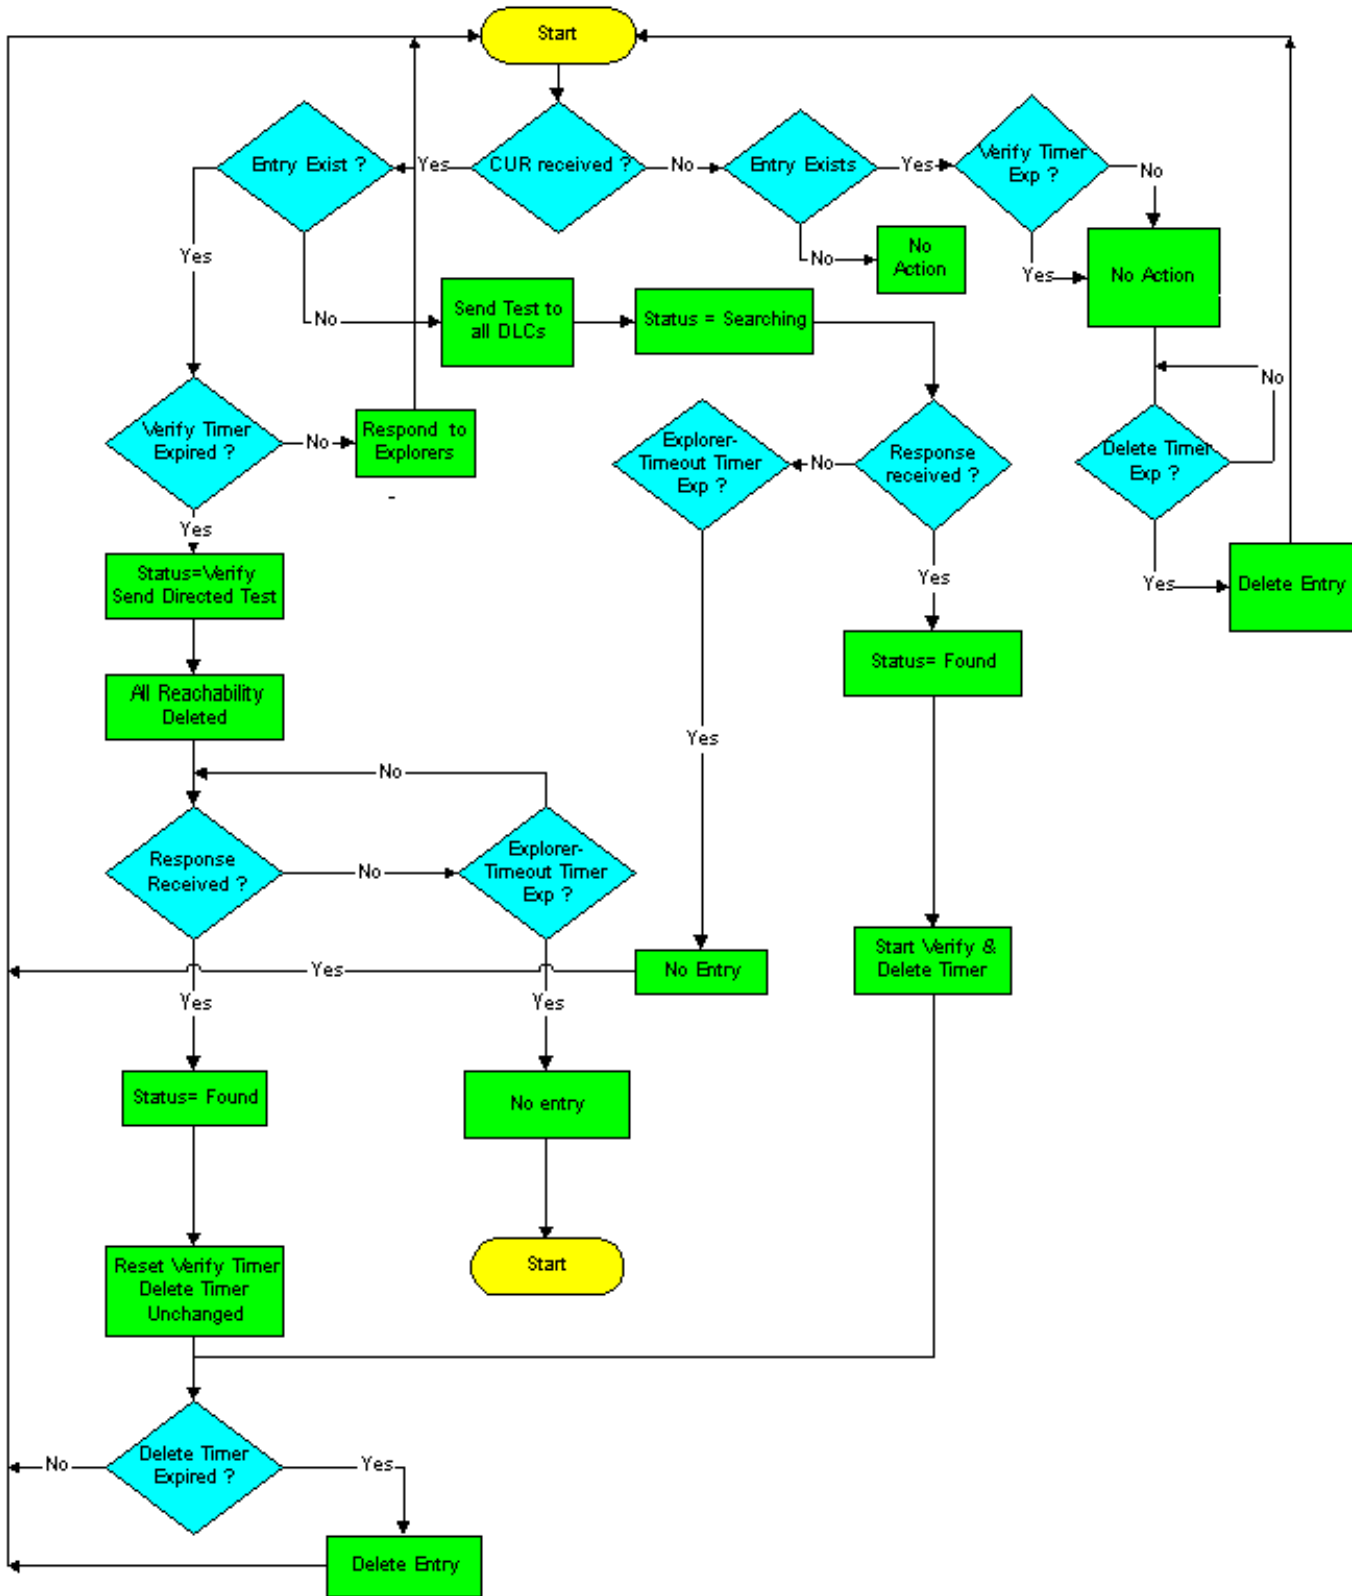 Start
Entry Exist ?
Yes
CUR received ?
No
Entry Exists
Yes
Verify Timer
Exp ?
No
Yes
No
No
Action
Yes
No Action
No
Send Test to
all DLCs
Status = Searching
No
Verify Timer
Expired ?
No
Respond to
Explorers
Explorer-
Timeout Timer
Exp ?
No
Response
received ?
Delete Timer
Exp ?
Yes
Status=Verify
Send Directed Test
Yes
Yes
Delete Entry
Status= Found
All Reachability
Deleted
Yes
No
Response
Received ?
No
Explorer-
Timeout Timer
Exp ?
Start Verify &
Delete Timer
Yes
No Entry
Yes
Yes
Status= Found
No entry
Reset Verify Timer
Delete Timer
Unchanged
Start
No
Delete Timer
Expired ?
Yes
Delete Entry